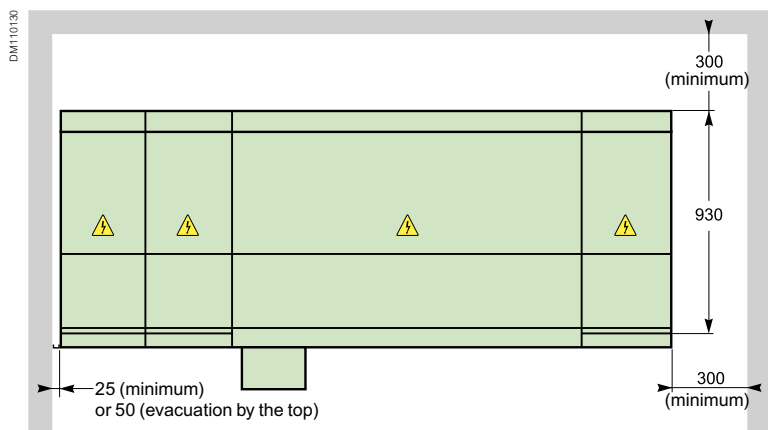 DM110130
300
(minimum)
930
25 (minimum)
or 50 (evacuation by the top)
300
(minimum)